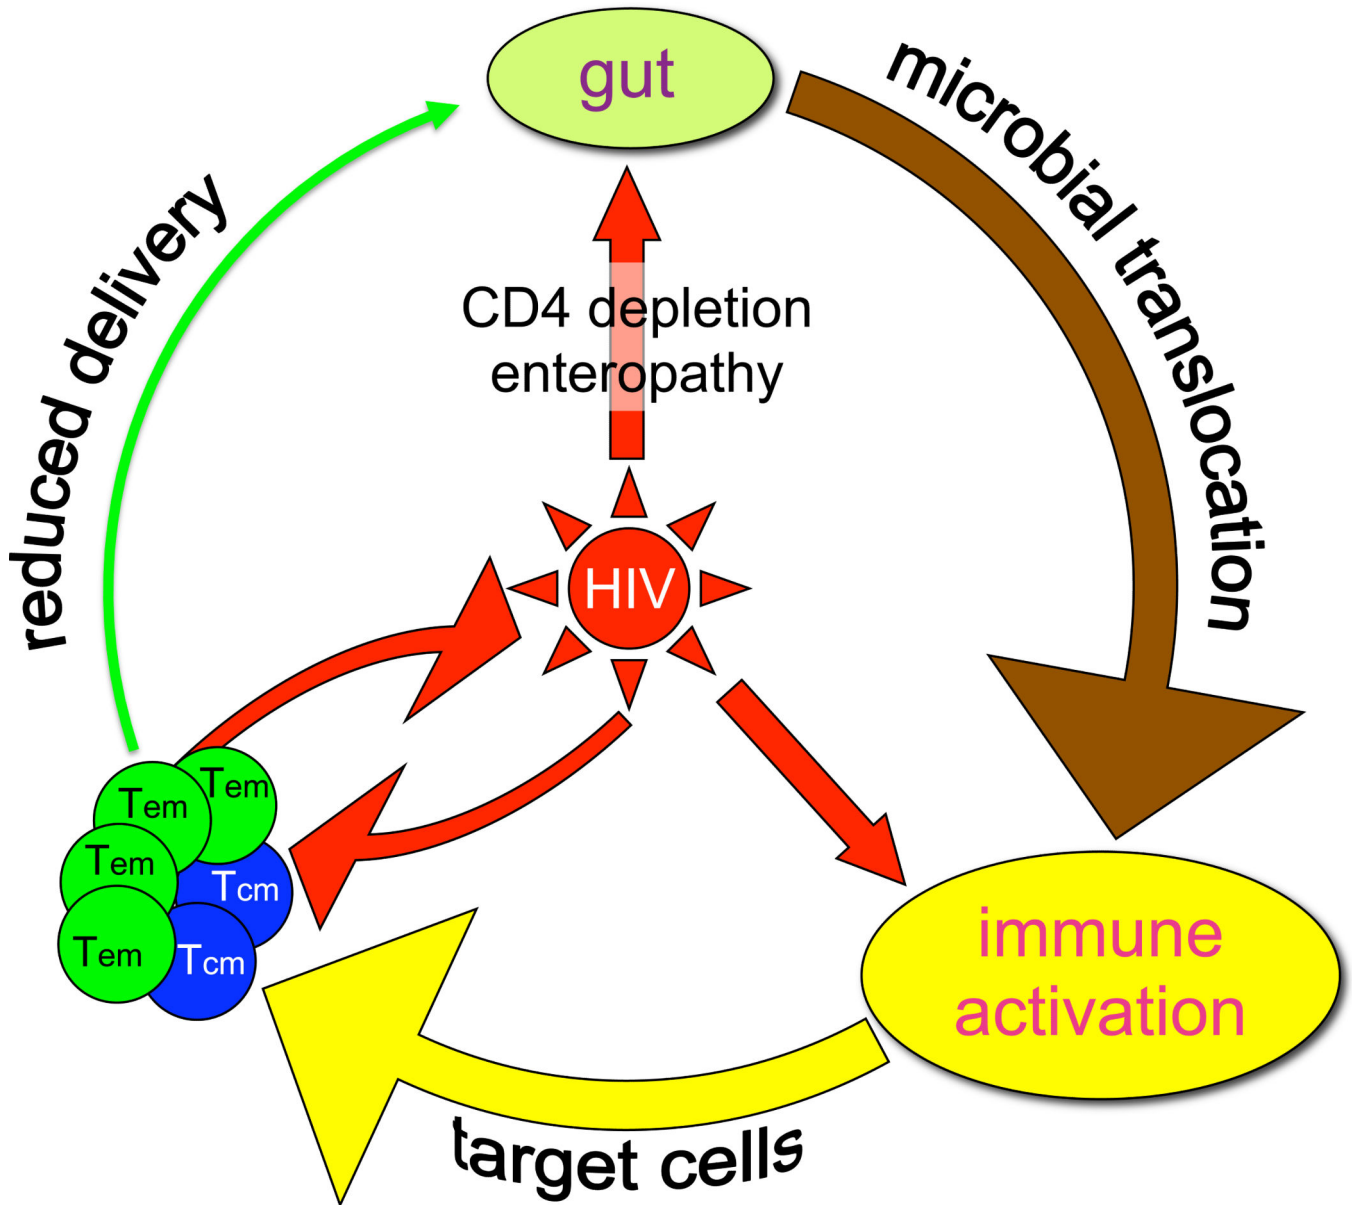 gut
microbial translocation
reduced delivery
CD4 depletion
enteropathy
HIV
Tem
Tem
Tem
Tcm
Tem
Tcm
immune
activation
target cells